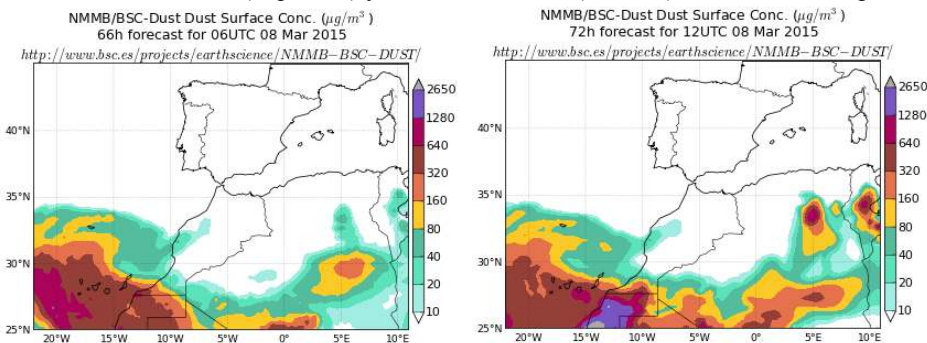 NMMB/BSC-Dust Dust Surface Conc. (µg/m³)
66h forecast for 06UTC 08 Mar 2015
http://www.bsc.es/projects/earthscience/NMMB−BSC−DUST/
40°N
35°N
30°N
25°N
20°W 15°W 10°W 5°W 0° 5°E 10°E
2650
1280
640
320
160
80
40
20
10
NMMB/BSC-Dust Dust Surface Conc. (µg/m³)
72h forecast for 12UTC 08 Mar 2015
http://www.bsc.es/projects/earthscience/NMMB−BSC−DUST/
40°N
35°N
30°N
25°N
20°W 15°W 10°W 5°W 0° 5°E 10°E
2650
1280
640
320
160
80
40
20
10